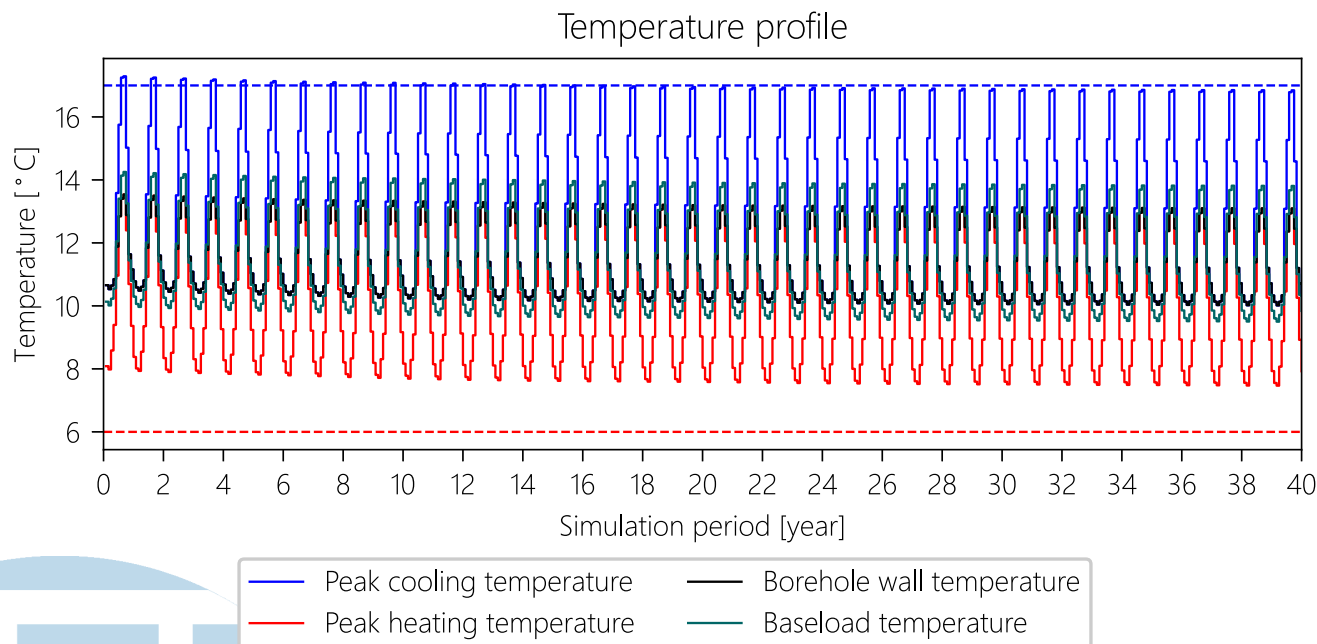 Temperature profile
Temperature [°C]
16
14
12
10
8
6
0 2 4 6 8 10 12 14 16 18 20 22 24 26 28 30 32 34 36 38 40
Simulation period [year]
Peak cooling temperature
Borehole wall temperature
Peak heating temperature
Baseload temperature